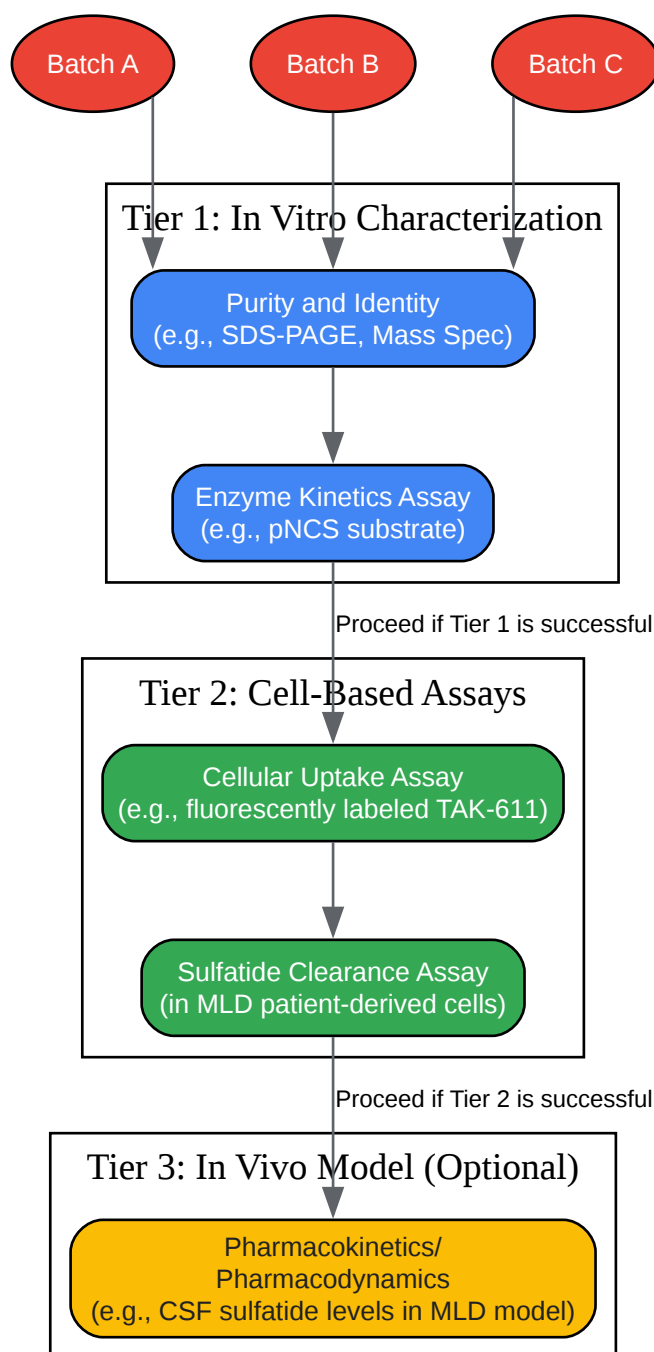 Batch A
Batch B
Batch C
Tier 1: In Vitro Characterization
Purity and Identity
(e.g., SDS-PAGE, Mass Spec)
Enzyme Kinetics Assay
(e.g., pNCS substrate)
Proceed if Tier 1 is successful
Tier 2: Cell-Based Assays
Cellular Uptake Assay
(e.g., fluorescently labeled TAK-611)
Sulfatide Clearance Assay
(in MLD patient-derived cells)
Proceed if Tier 2 is successful
Tier 3: In Vivo Model (Optional)
Pharmacokinetics/
Pharmacodynamics
(e.g., CSF sulfatide levels in MLD model)